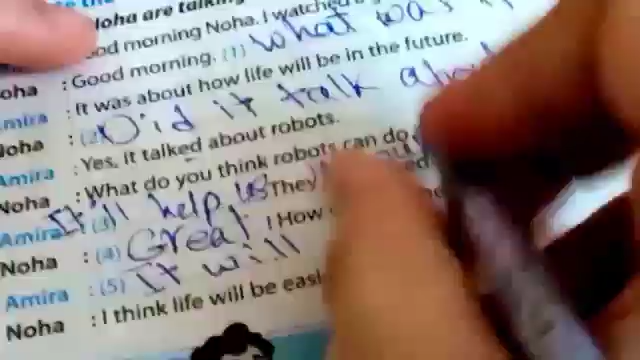 Noha are talking
Good morning Noha. I watched a
Noha : Good morning. (1) What was it
Amira : It was about how life will be in the future.
Noha : (2) Did it talk about
Amira : Yes, it talked about robots.
Noha : What do you think robots can do
Amira : (3) It'll help us They
Noha : (4) Great ! How
Amira : (5) It will
Noha : I think life will be easi